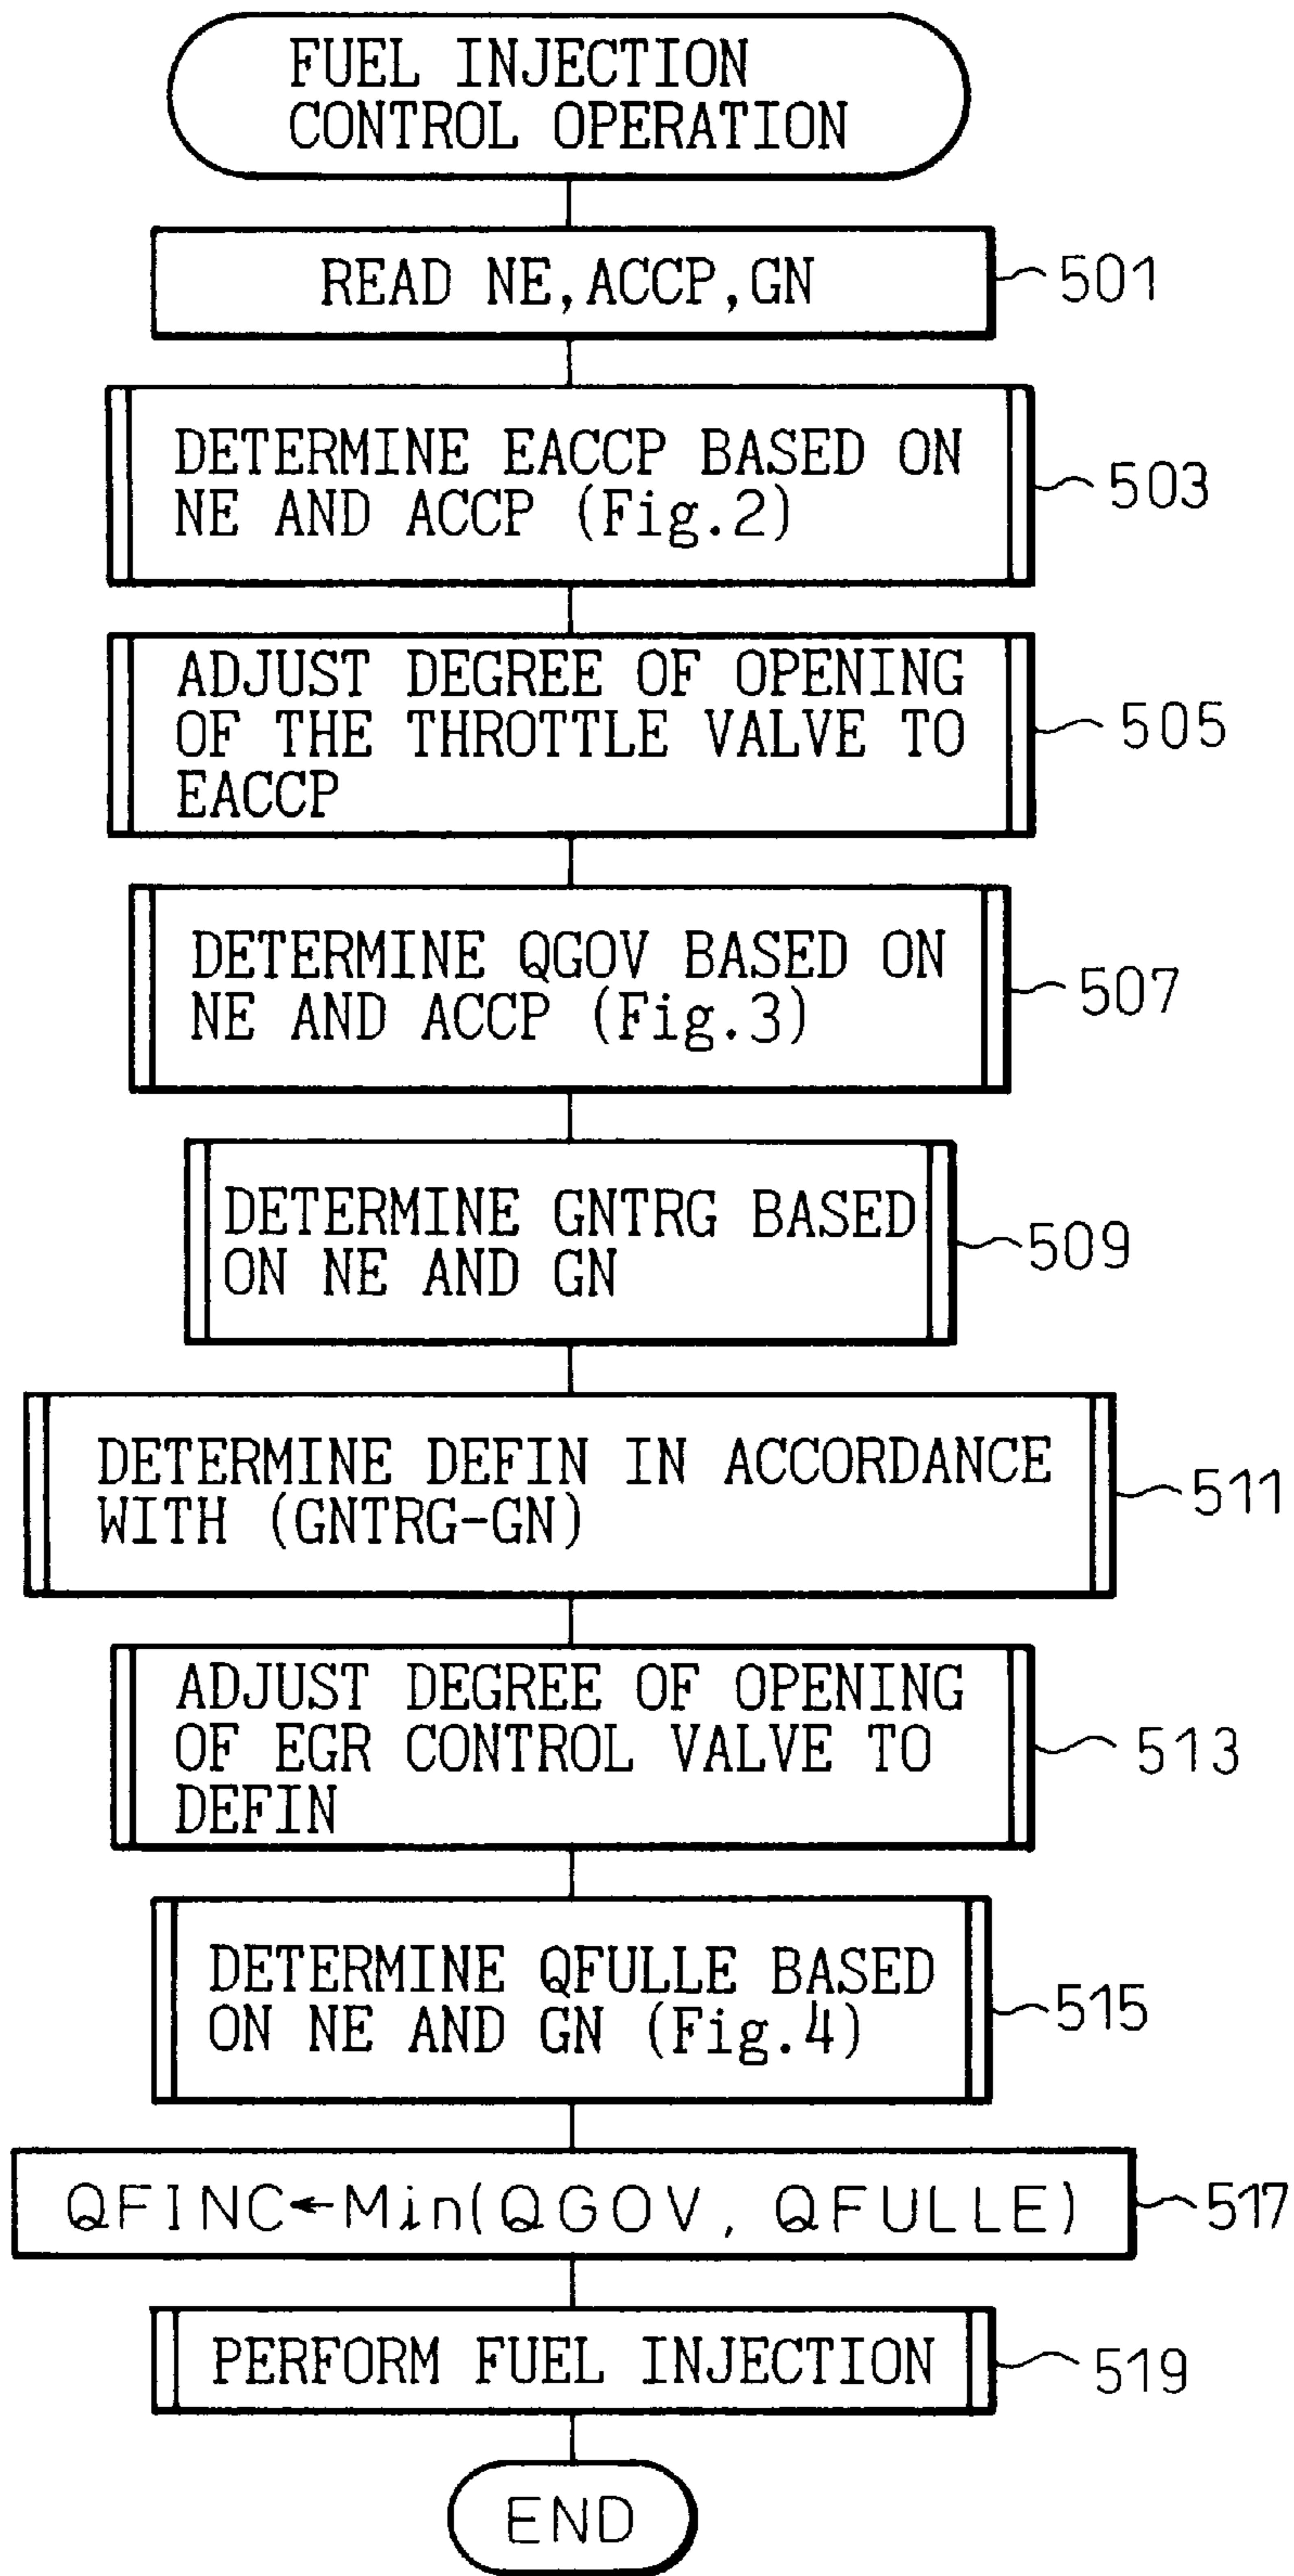 FUEL INJECTION
CONTROL OPERATION
READ NE,ACCP,GN
501
DETERMINE EACCP BASED ON
NE AND ACCP (Fig.2)
503
ADJUST DEGREE OF OPENING
OF THE THROTTLE VALVE TO
EACCP
505
DETERMINE QGOV BASED ON
NE AND ACCP (Fig.3)
507
DETERMINE GNTRG BASED
ON NE AND GN
509
DETERMINE DEFIN IN ACCORDANCE
WITH (GNTRG-GN)
511
ADJUST DEGREE OF OPENING
OF EGR CONTROL VALVE TO
DEFIN
513
DETERMINE QFULLE BASED
ON NE AND GN (Fig.4)
515
QFINC←Min(QGOV, QFULLE)
517
PERFORM FUEL INJECTION
519
END